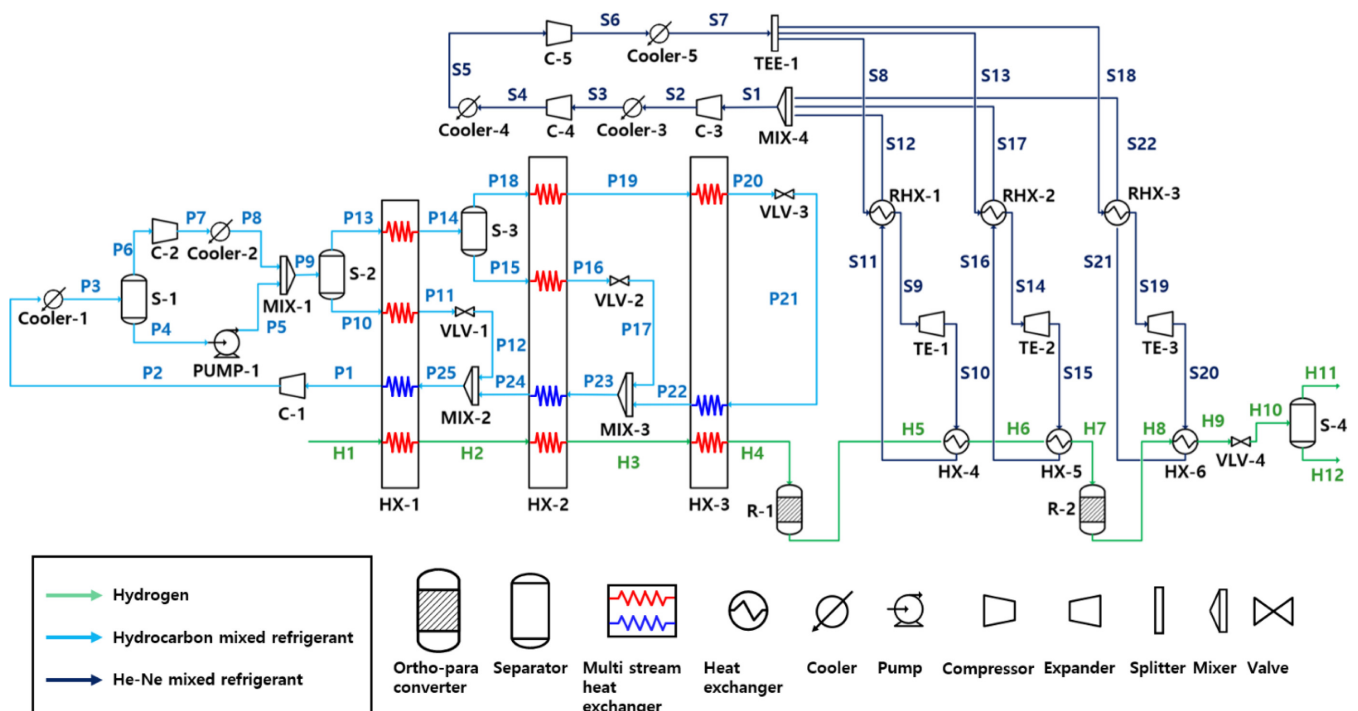 S6
S7
C-5
Cooler-5
TEE-1
S5
S8
S13
S18
S4
S3
S2
S1
Cooler-4
C-4
Cooler-3
C-3
MIX-4
S12
S17
S22
P18
P19
P20
RHX-1
RHX-2
RHX-3
VLV-3
P7
P8
P13
P14
S-3
P6
C-2
Cooler-2
P9
S-2
P15
P16
S11
S16
S21
P3
S-1
MIX-1
VLV-2
P21
S9
S14
S19
Cooler-1
P10
P11
P4
P5
VLV-1
P17
PUMP-1
P12
TE-1
TE-2
TE-3
P2
P1
P25
P24
P23
P22
S10
S15
S20
C-1
MIX-2
MIX-3
H11
H1
H2
H3
H4
H5
H6
H7
H8
H9
H10
S-4
HX-4
HX-5
HX-6
VLV-4
H12
HX-1
HX-2
HX-3
R-1
R-2
Hydrogen
Hydrocarbon mixed refrigerant
He-Ne mixed refrigerant
Ortho-para
converter
Separator
Multi stream
heat
exchanger
Heat
exchanger
Cooler
Pump
Compressor
Expander
Splitter
Mixer
Valve